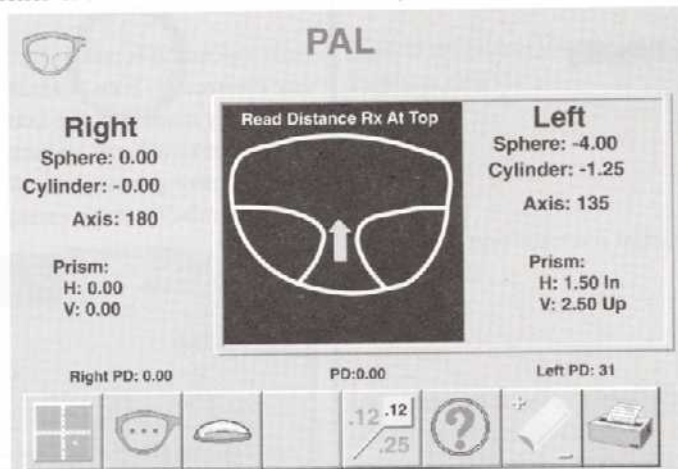 PAL
Right
Sphere: 0.00
Cylinder: -0.00
Axis: 180
Prism:
H: 0.00
V: 0.00
Read Distance Rx At Top
Left
Sphere: -4.00
Cylinder: -1.25
Axis: 135
Prism:
H: 1.50 In
V: 2.50 Up
Right PD: 0.00
PD:0.00
Left PD: 31
.12 .12
.25
?
+
-